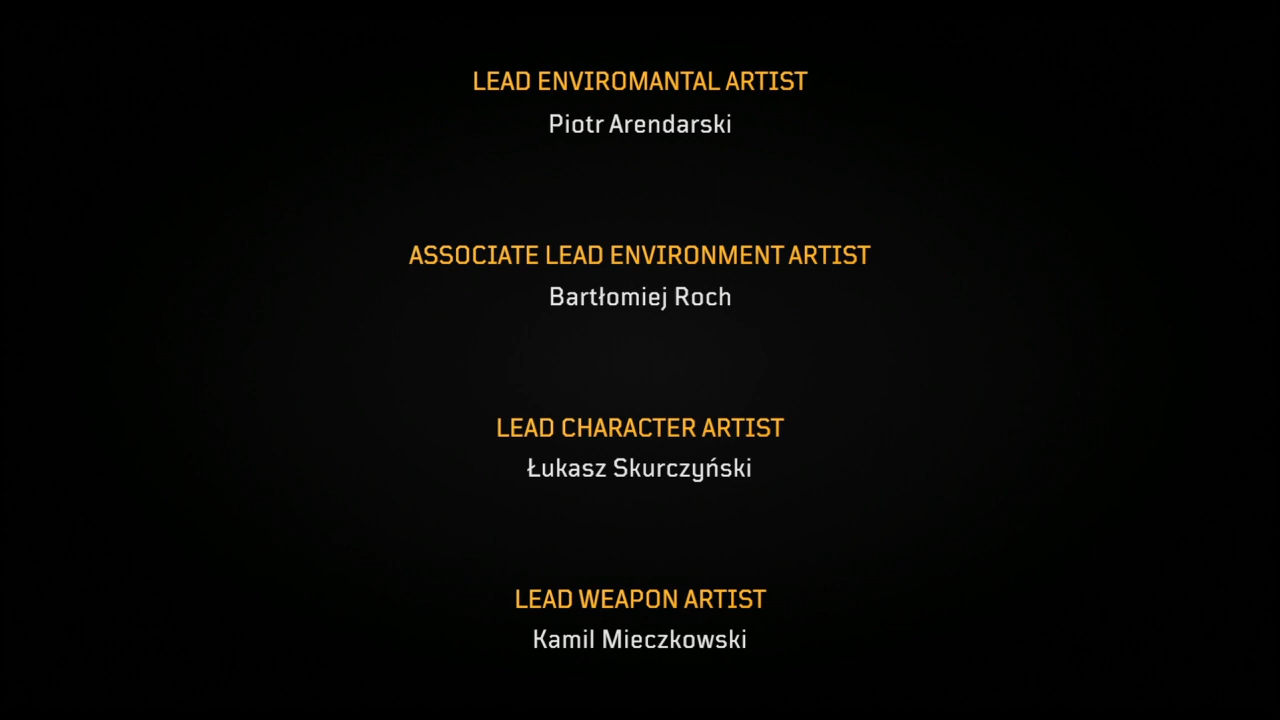 LEAD ENVIROMANTAL ARTIST
Piotr Arendarski
ASSOCIATE LEAD ENVIRONMENT ARTIST
Bartłomiej Roch
LEAD CHARACTER ARTIST
Łukasz Skurczyński
LEAD WEAPON ARTIST
Kamil Mieczkowski